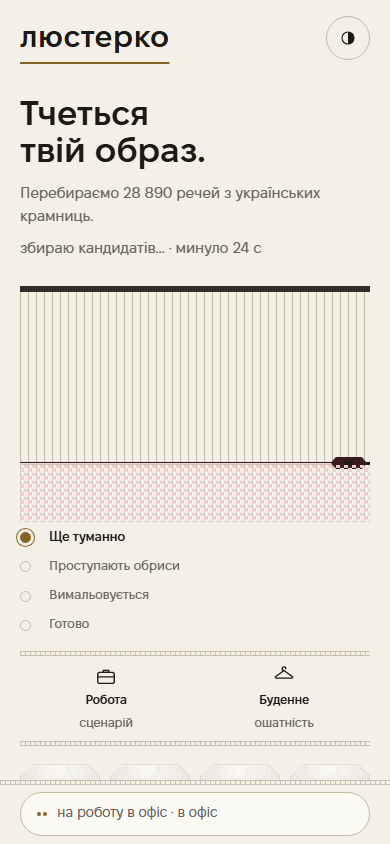 люстерко
Тчеться
твій образ.
Перебираємо 28 890 речей з українських
крамниць.
збираю кандидатів... · минуло 24 с
Ще туманно
Проступають обриси
Вимальовується
Готово
Робота
сценарій
Буденне
ошатність
на роботу в офіс · в офіс